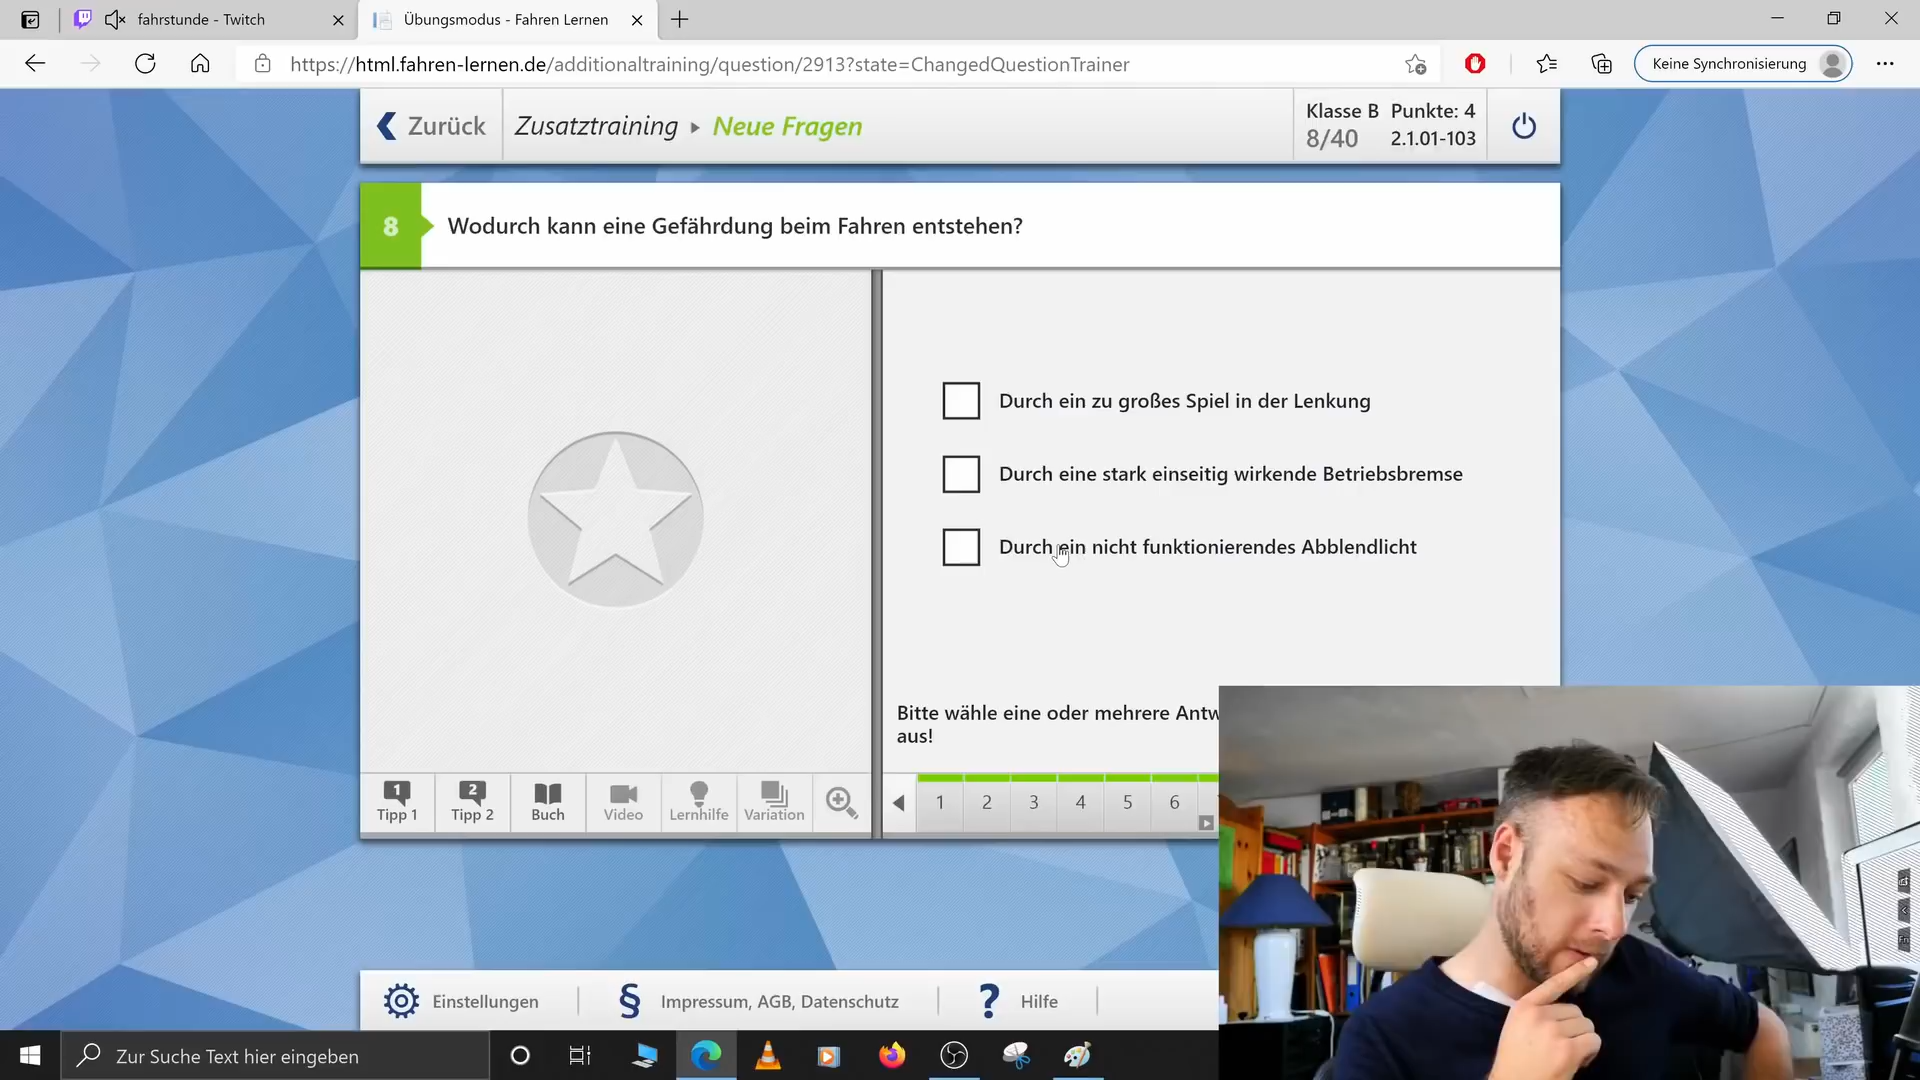 fahrstunde - Twitch
Übungsmodus - Fahren Lernen
https://html.fahren-lernen.de/additionaltraining/question/2913?state=ChangedQuestionTrainer
Keine Synchronisierung
Zurück
Zusatztraining ▸ Neue Fragen
Klasse B Punkte: 4
8/40 2.1.01-103
8
Wodurch kann eine Gefährdung beim Fahren entstehen?
Durch ein zu großes Spiel in der Lenkung
Durch eine stark einseitig wirkende Betriebsbremse
Durch ein nicht funktionierendes Abblendlicht
Bitte wähle eine oder mehrere Antw
aus!
1 2
Tipp 1 Tipp 2 Buch Video Lernhilfe Variation
1 2 3 4 5 6
Einstellungen
§ Impressum, AGB, Datenschutz
? Hilfe
Zur Suche Text hier eingeben